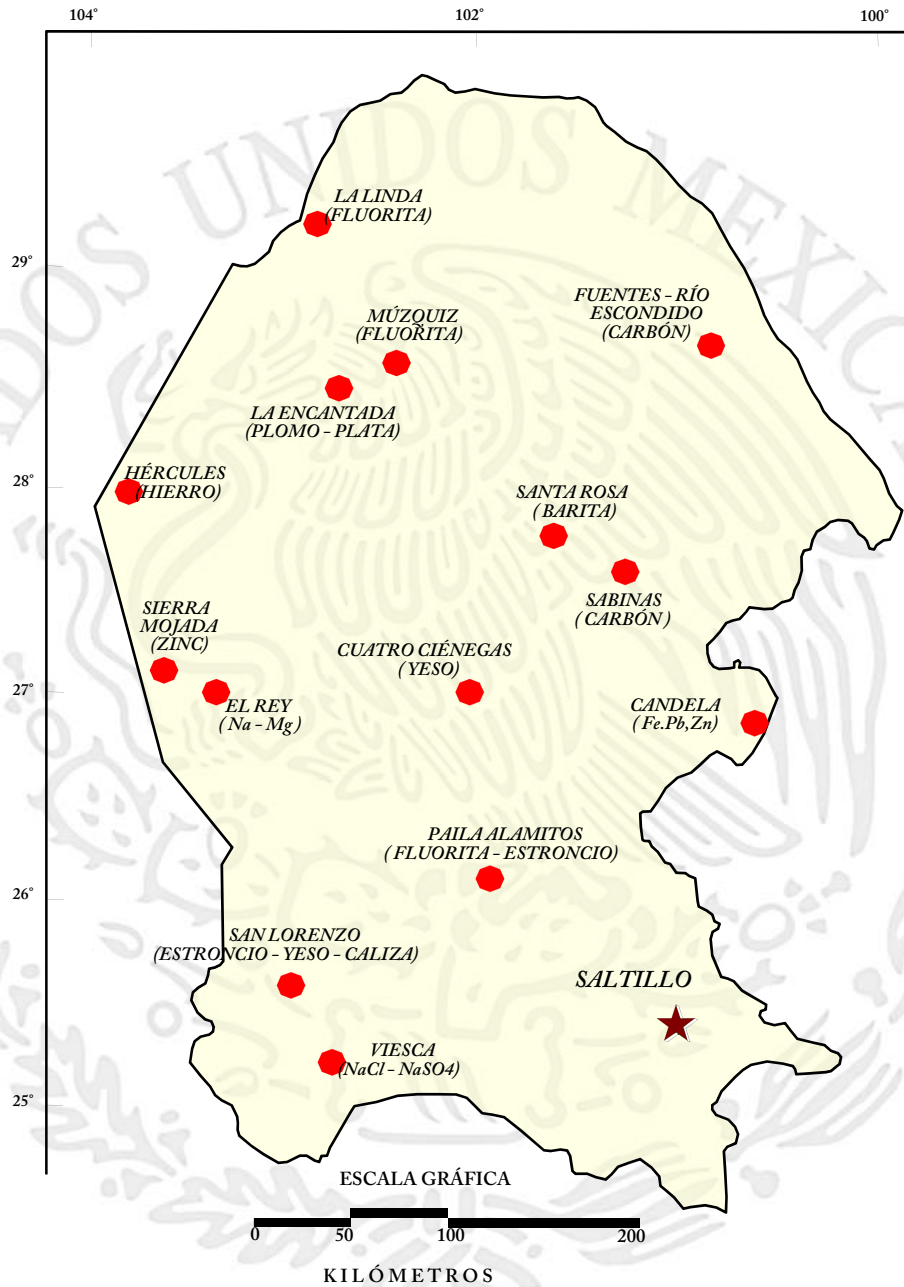 104° 102° 100°
ESTADOS UNIDOS MEXICANOS
LA LINDA
(FLUORITA)
29°
FUENTES - RÍO
ESCONDIDO
(CARBÓN)
MÚZQUIZ
(FLUORITA)
LA ENCANTADA
(PLOMO - PLATA)
28°
HÉRCULES
(HIERRO)
SANTA ROSA
( BARITA)
SABINAS
( CARBÓN )
SIERRA
MOJADA
(ZINC)
CUATRO CIÉNEGAS
( YESO)
27°
EL REY
( Na - Mg )
CANDELA
( Fe.Pb,Zn)
PAILA ALAMITOS
( FLUORITA - ESTRONCIO)
26°
SAN LORENZO
(ESTRONCIO - YESO - CALIZA)
SALTILLO
VIESCA
(NaCl - NaSO4)
25°
ESCALA GRÁFICA
0 50 100 200
KILÓMETROS